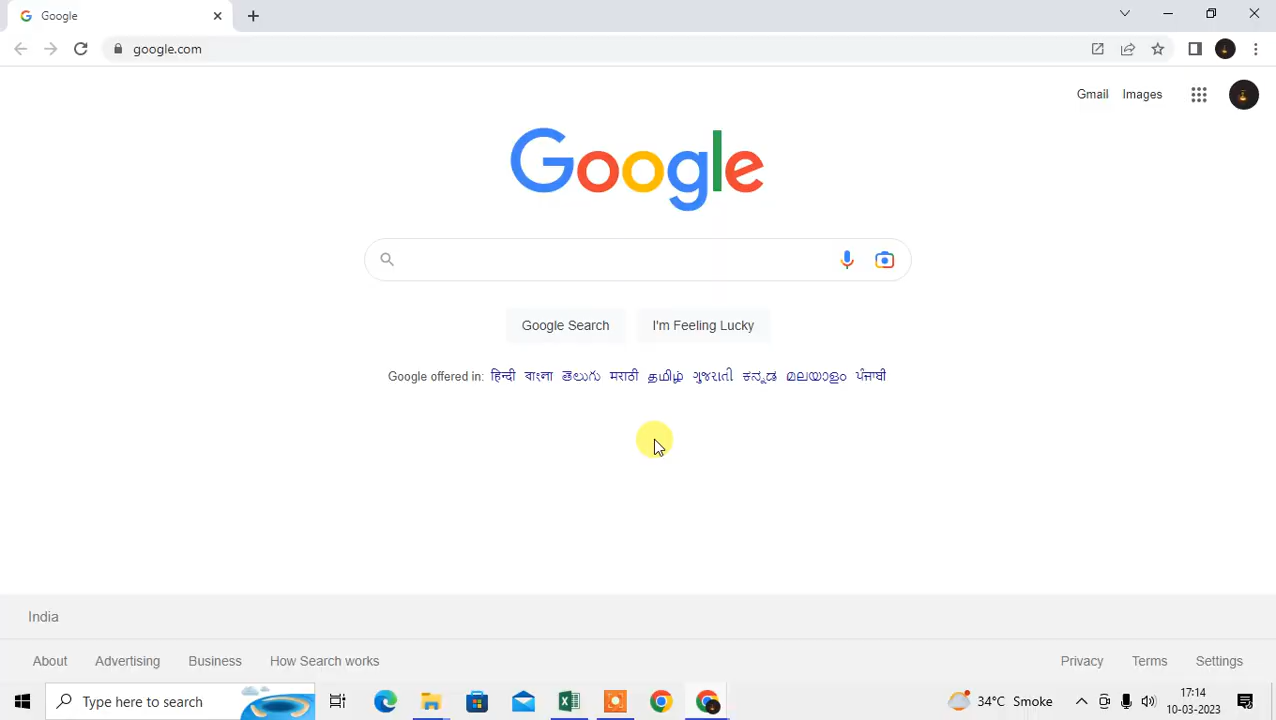 Google
google.com
Gmail Images
Google
Google Search I'm Feeling Lucky
Google offered in: हिन्दी বাংলা తెలుగు मराठी தமிழ் ગુજરાતી ಕನ್ನಡ മലയാളം ਪੰਜਾਬੀ
India
About Advertising Business How Search works Privacy Terms Settings
Type here to search 34°C Smoke 17:14
10-03-2023